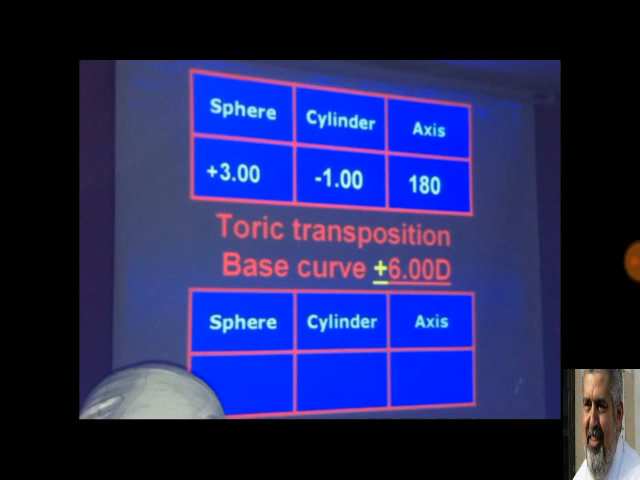 Sphere Cylinder Axis
+3.00 -1.00 180
Toric transposition
Base curve +6.00D
Sphere Cylinder Axis